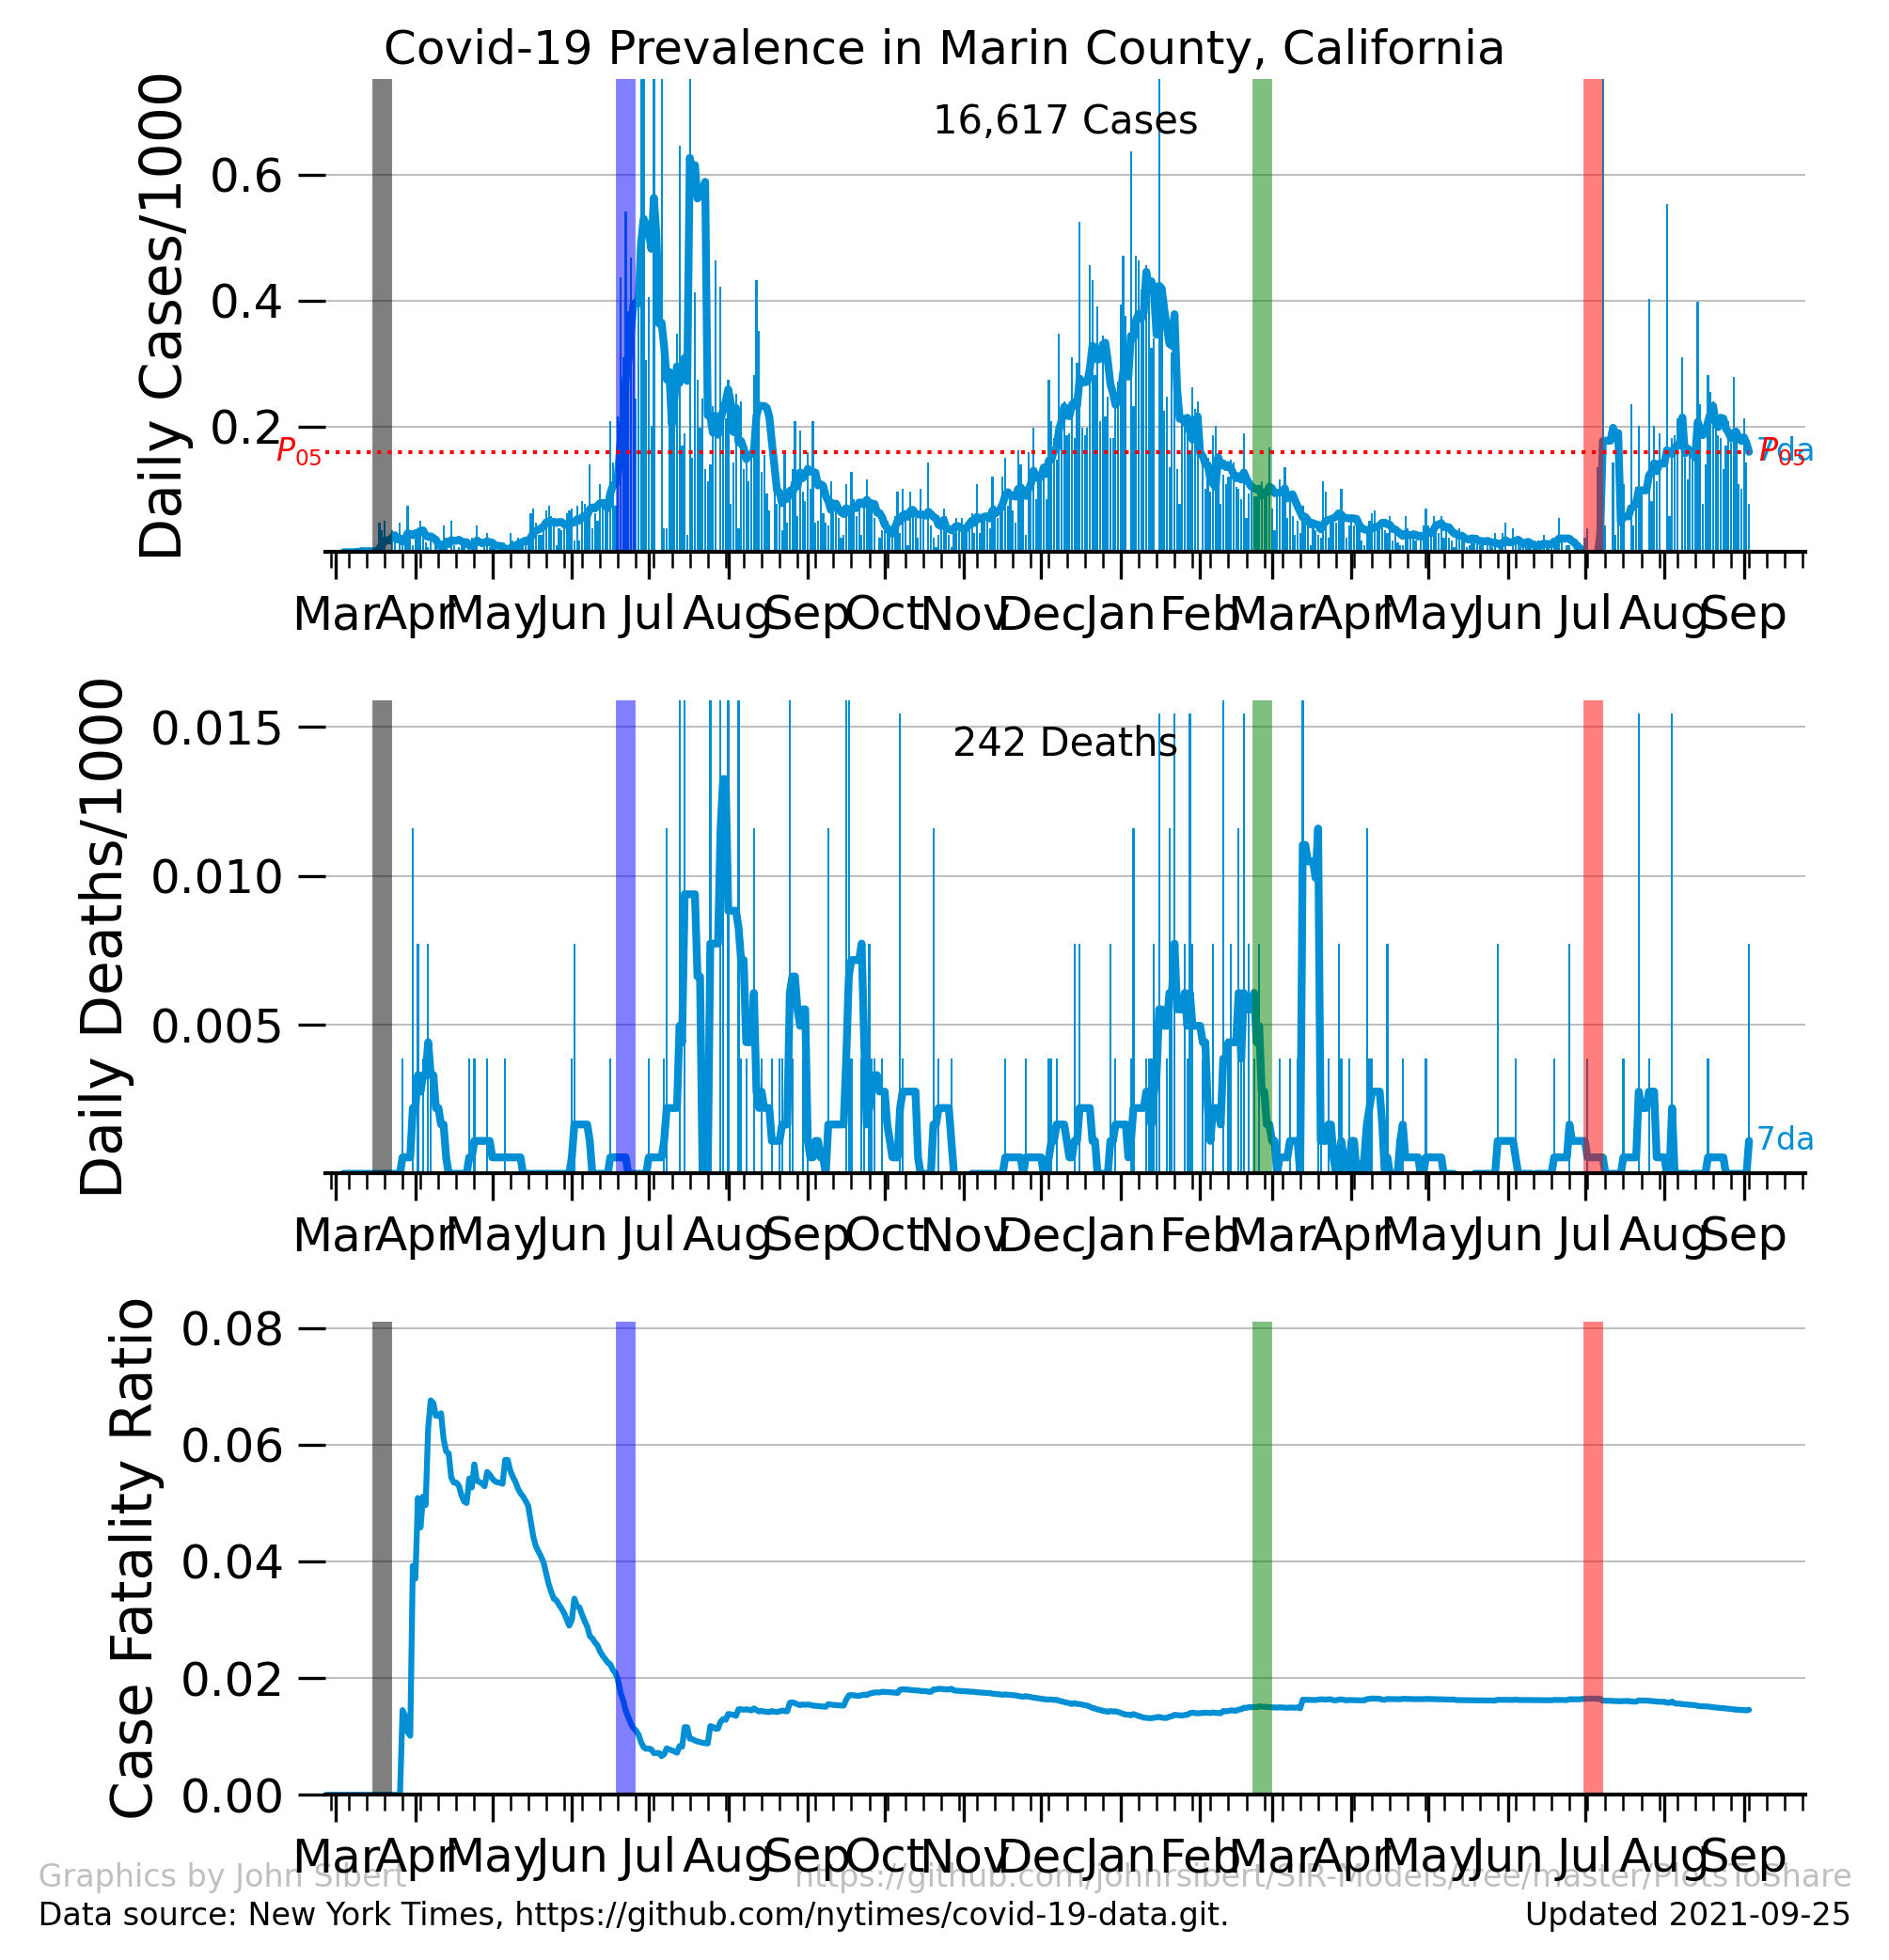 Covid-19 Prevalence in Marin County, California
Daily Cases/1000
16,617 Cases
0.6
0.4
0.2
P05
7da
P05
Mar Apr May Jun Jul Aug Sep Oct Nov Dec Jan Feb Mar Apr May Jun Jul Aug Sep
Daily Deaths/1000
242 Deaths
0.015
0.010
0.005
7da
Mar Apr May Jun Jul Aug Sep Oct Nov Dec Jan Feb Mar Apr May Jun Jul Aug Sep
Case Fatality Ratio
0.08
0.06
0.04
0.02
0.00
Mar Apr May Jun Jul Aug Sep Oct Nov Dec Jan Feb Mar Apr May Jun Jul Aug Sep
Graphics by John Sibert
https://github.com/johnrsibert/SIR-Models/tree/master/PlotsToShare
Data source: New York Times, https://github.com/nytimes/covid-19-data.git.
Updated 2021-09-25